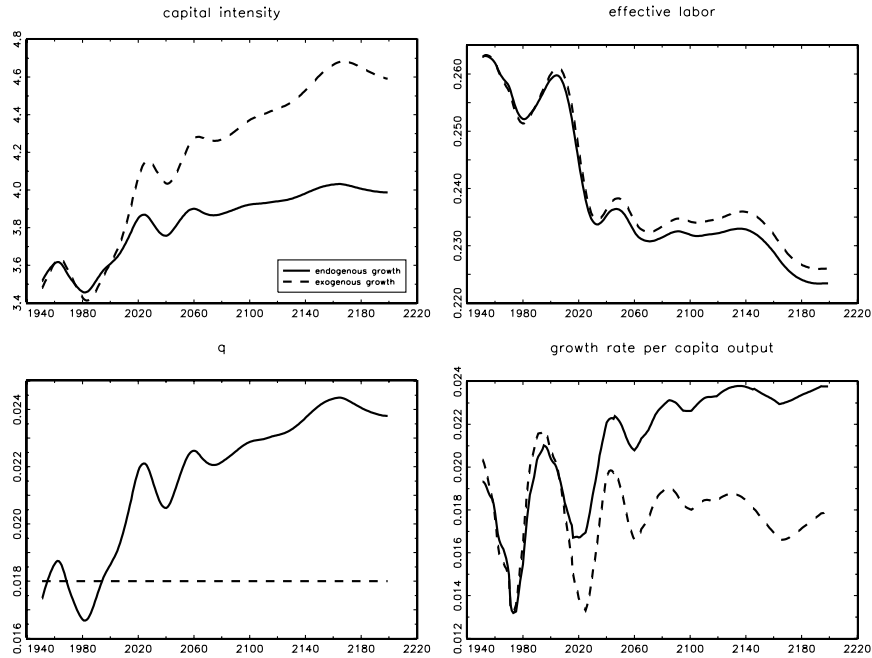 capital intensity
4.8
4.6
4.4
4.2
4.0
3.8
3.6
3.4
endogenous growth
exogenous growth
1940 1980 2020 2060 2100 2140 2180 2220
effective labor
0.260
0.250
0.240
0.230
0.220
1940 1980 2020 2060 2100 2140 2180 2220
q
0.024
0.022
0.020
0.018
0.016
1940 1980 2020 2060 2100 2140 2180 2220
growth rate per capita output
0.024
0.022
0.020
0.018
0.016
0.014
0.012
1940 1980 2020 2060 2100 2140 2180 2220